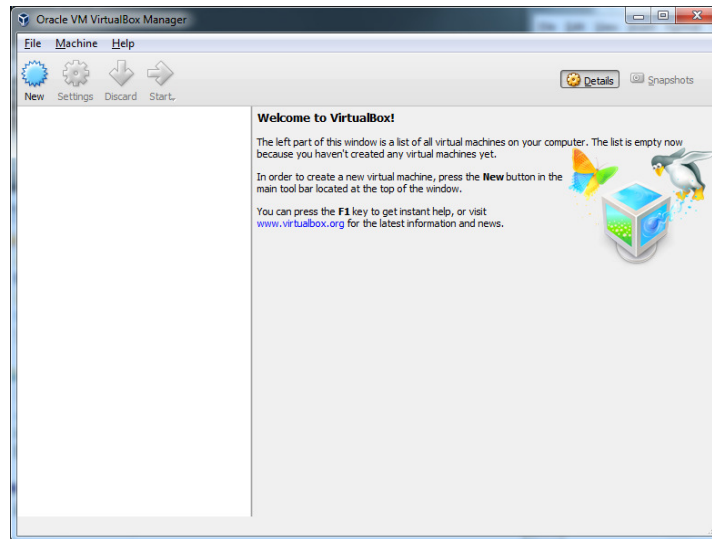 Oracle VM VirtualBox Manager
File Machine Help
New Settings Discard Start
Details Snapshots
Welcome to VirtualBox!
The left part of this window is a list of all virtual machines on your computer. The list is empty now
because you haven't created any virtual machines yet.
In order to create a new virtual machine, press the New button in the
main tool bar located at the top of the window.
You can press the F1 key to get instant help, or visit
www.virtualbox.org for the latest information and news.